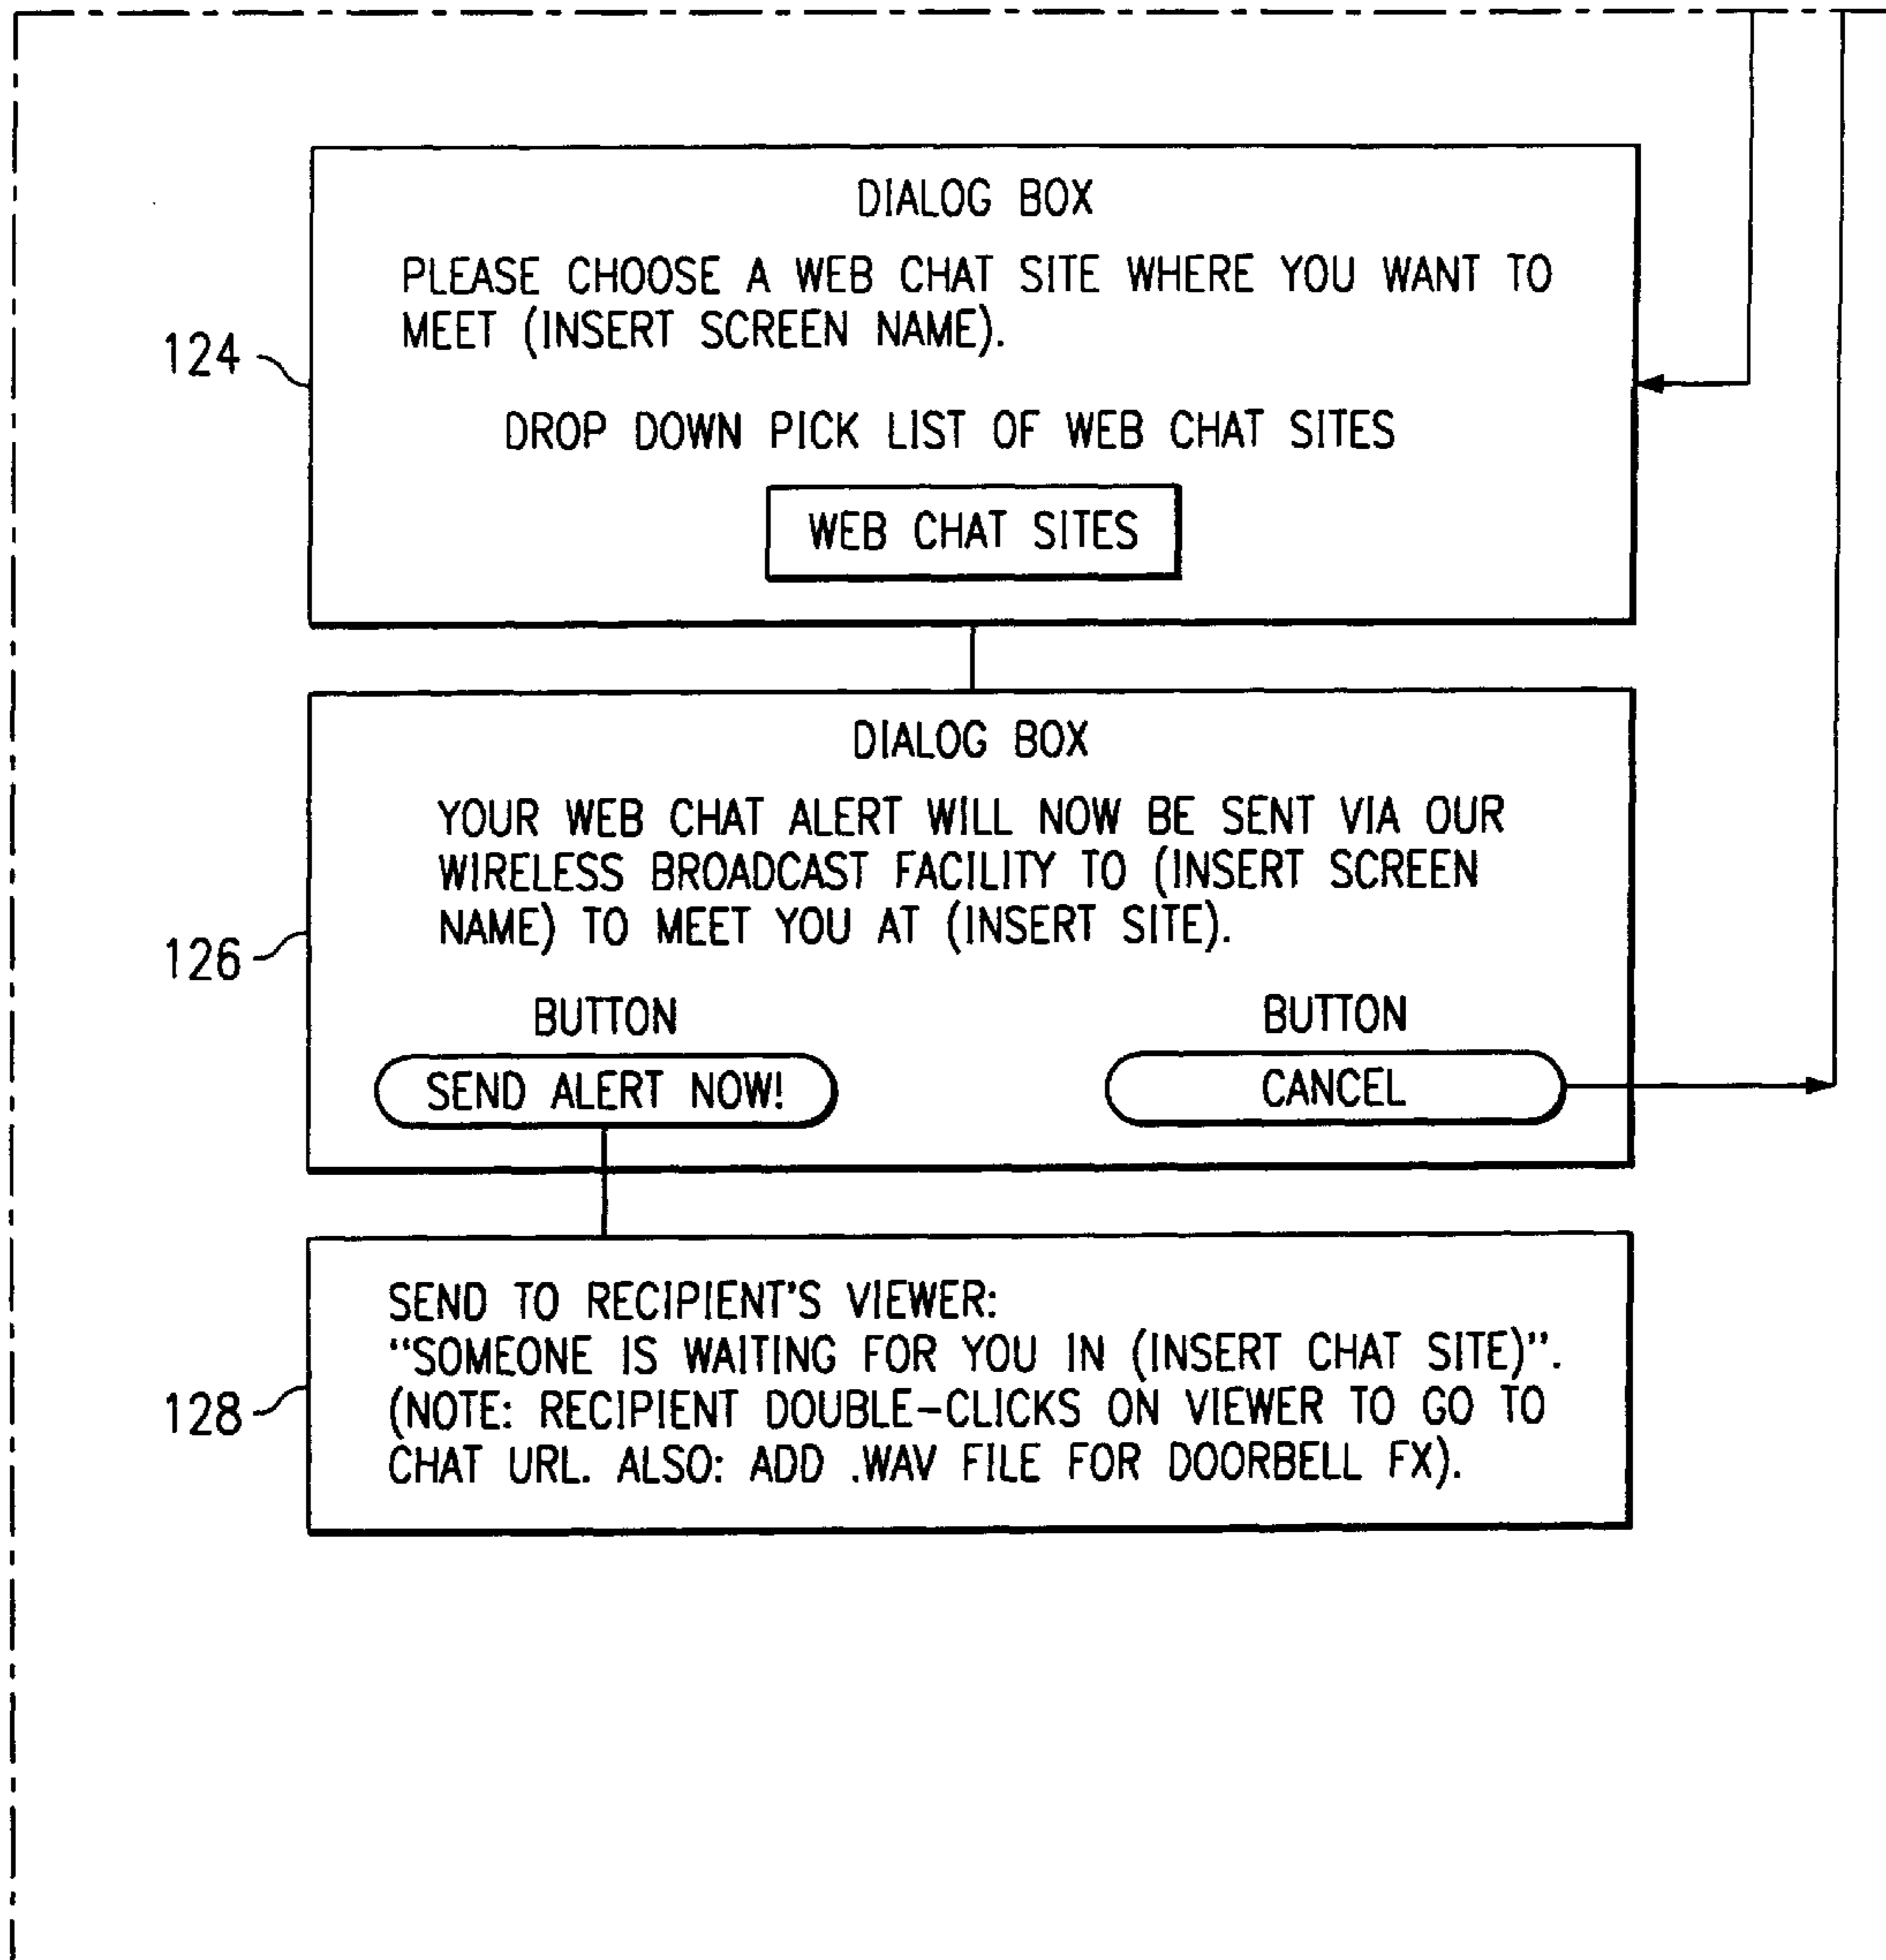 DIALOG BOX
PLEASE CHOOSE A WEB CHAT SITE WHERE YOU WANT TO
MEET (INSERT SCREEN NAME).
124
DROP DOWN PICK LIST OF WEB CHAT SITES
WEB CHAT SITES
DIALOG BOX
YOUR WEB CHAT ALERT WILL NOW BE SENT VIA OUR
WIRELESS BROADCAST FACILITY TO (INSERT SCREEN
NAME) TO MEET YOU AT (INSERT SITE).
126
BUTTON
BUTTON
SEND ALERT NOW!
CANCEL
SEND TO RECIPIENT'S VIEWER:
"SOMEONE IS WAITING FOR YOU IN (INSERT CHAT SITE)".
128
(NOTE: RECIPIENT DOUBLE-CLICKS ON VIEWER TO GO TO
CHAT URL. ALSO: ADD .WAV FILE FOR DOORBELL FX).